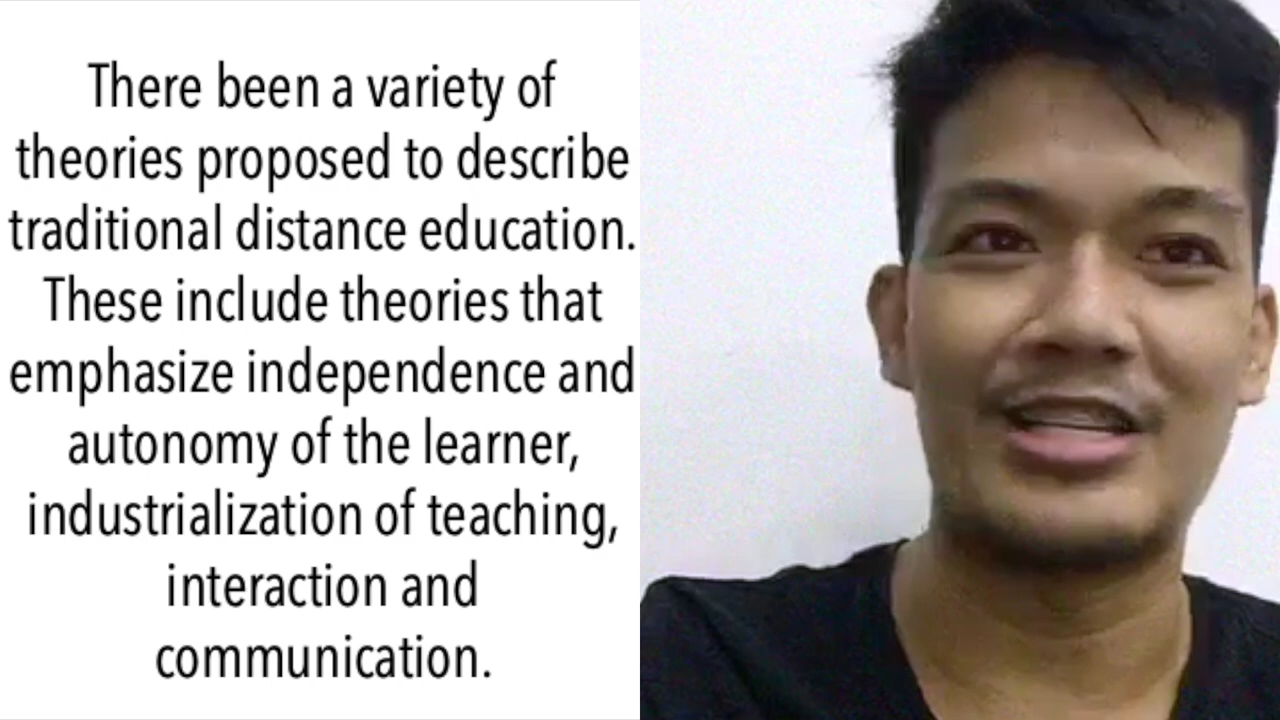 There been a variety of
theories proposed to describe
traditional distance education.
These include theories that
emphasize independence and
autonomy of the learner,
industrialization of teaching,
interaction and
communication.